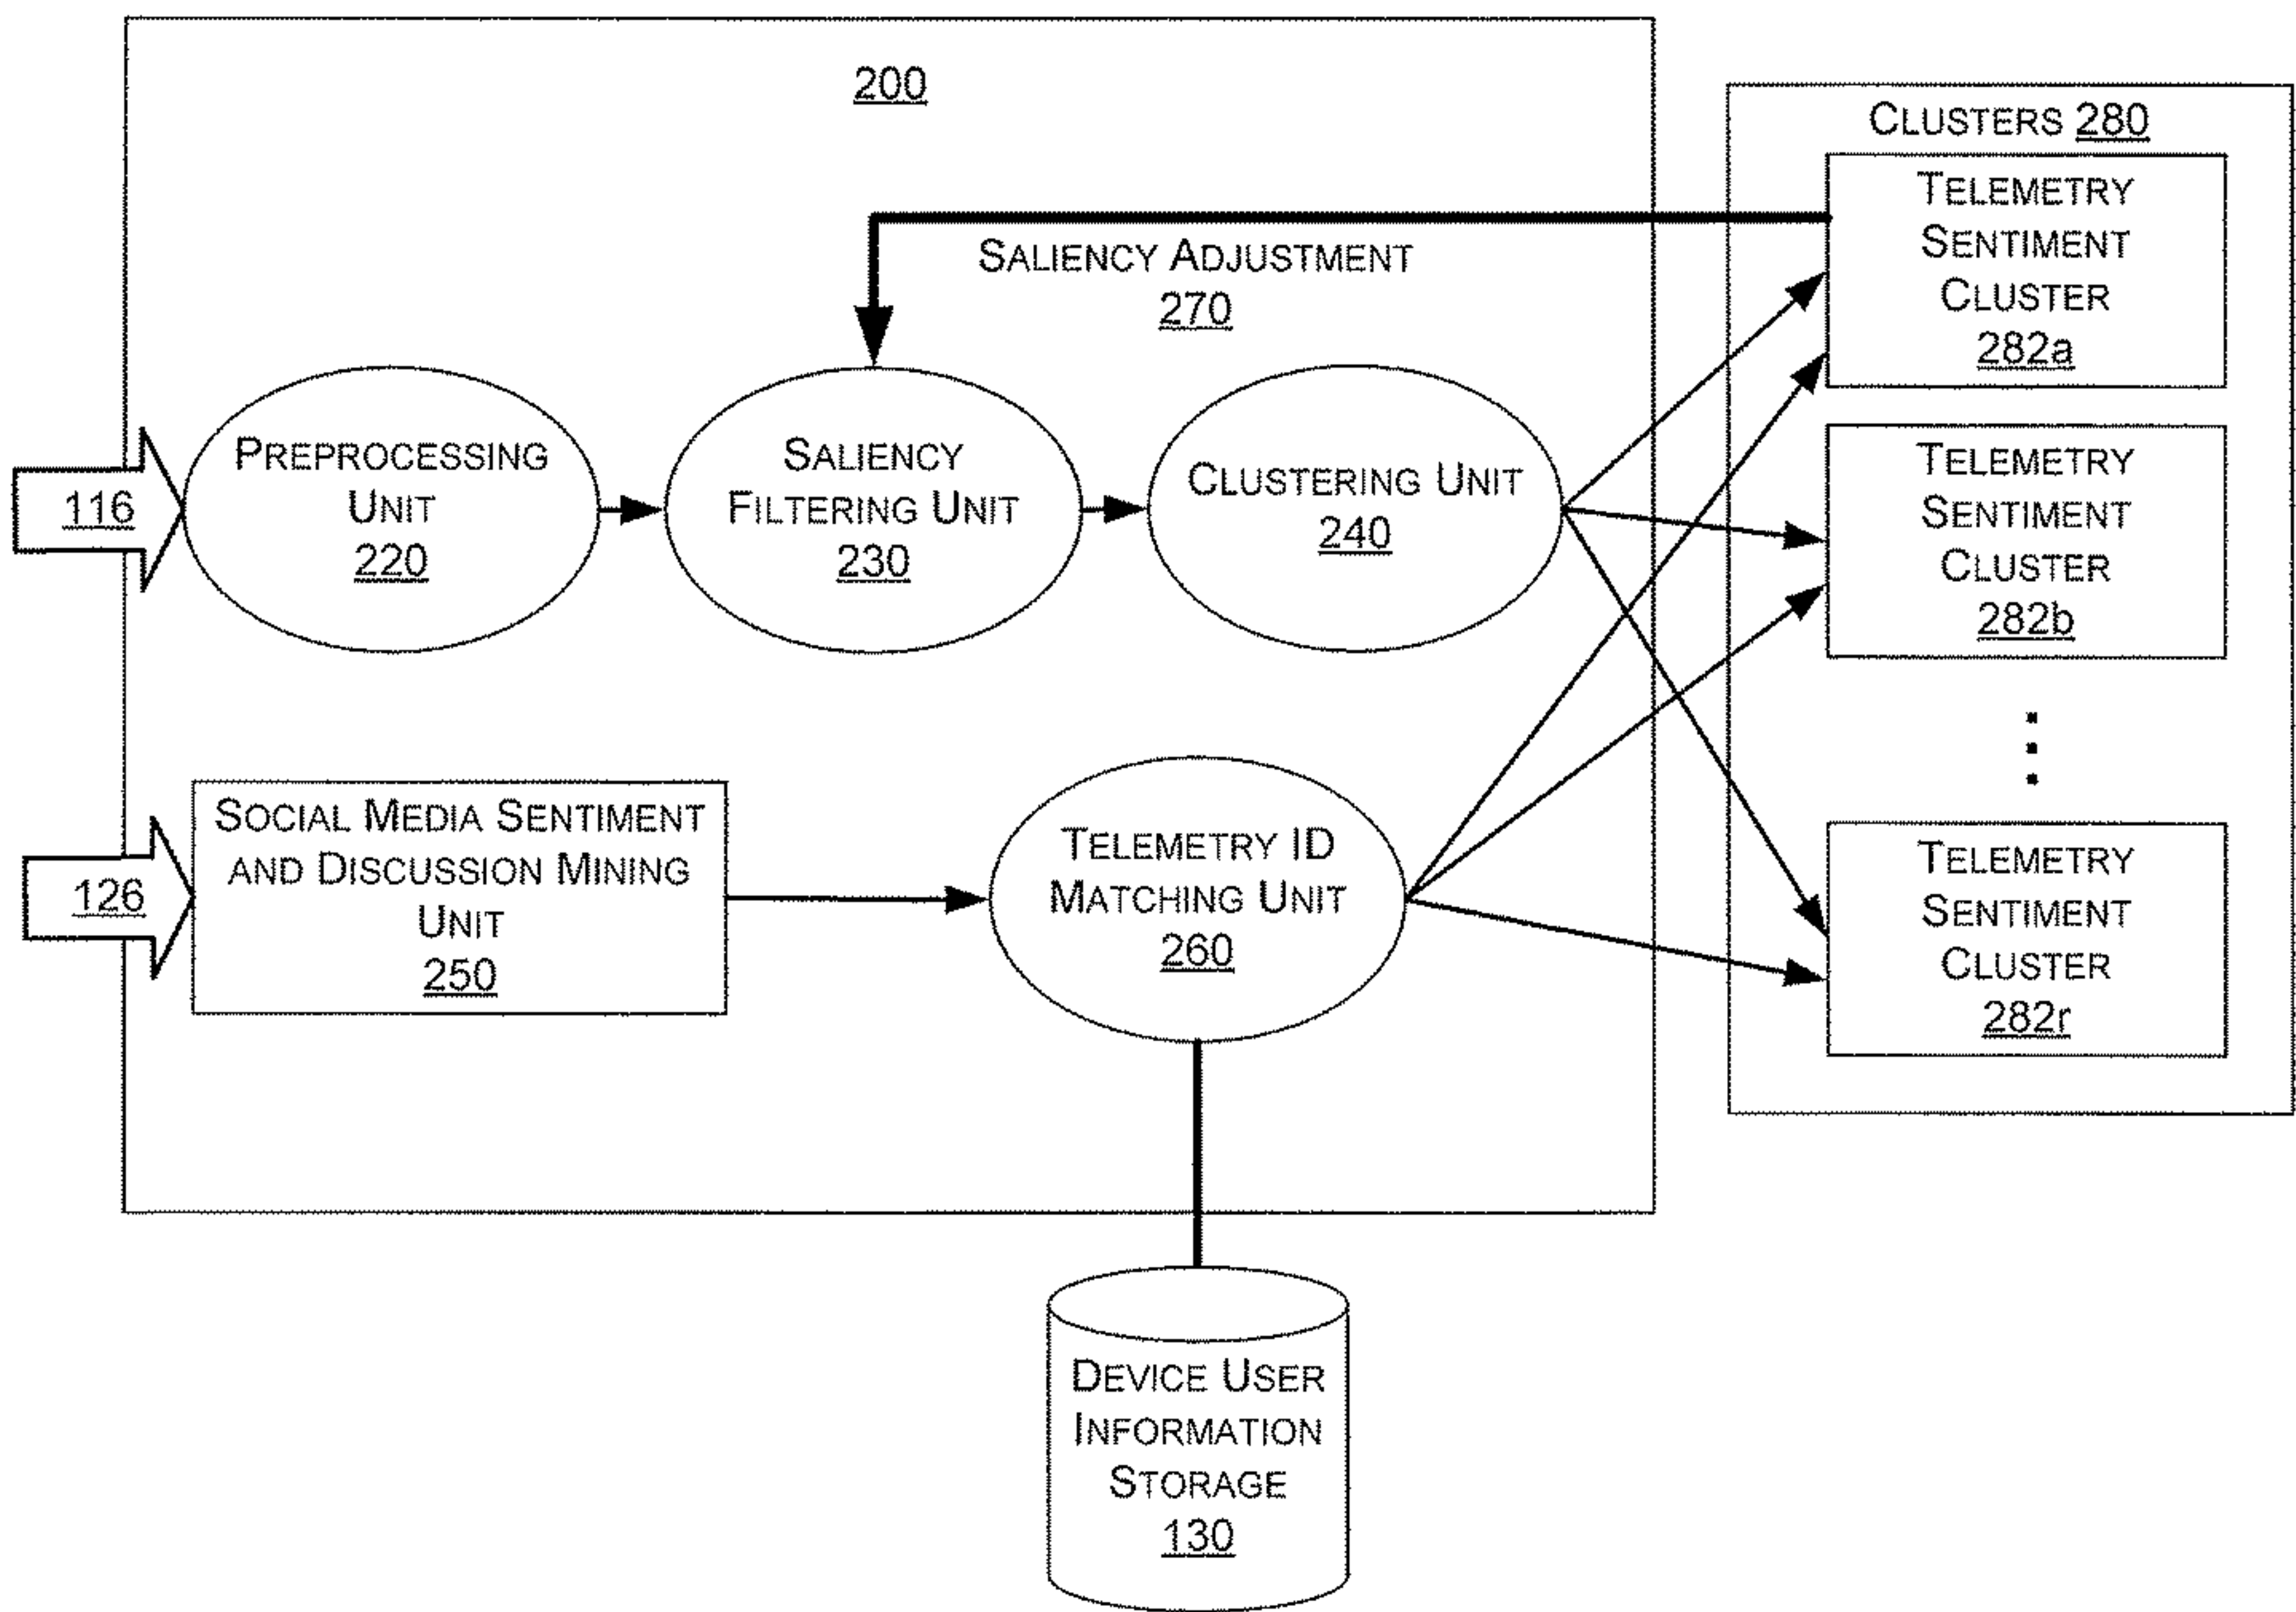 200
CLUSTERS 280
TELEMETRY
SENTIMENT
CLUSTER
282a
SALIENCY ADJUSTMENT
270
116
PREPROCESSING
UNIT
220
SALIENCY
FILTERING UNIT
230
CLUSTERING UNIT
240
TELEMETRY
SENTIMENT
CLUSTER
282b
126
SOCIAL MEDIA SENTIMENT
AND DISCUSSION MINING
UNIT
250
TELEMETRY ID
MATCHING UNIT
260
TELEMETRY
SENTIMENT
CLUSTER
282r
DEVICE USER
INFORMATION
STORAGE
130